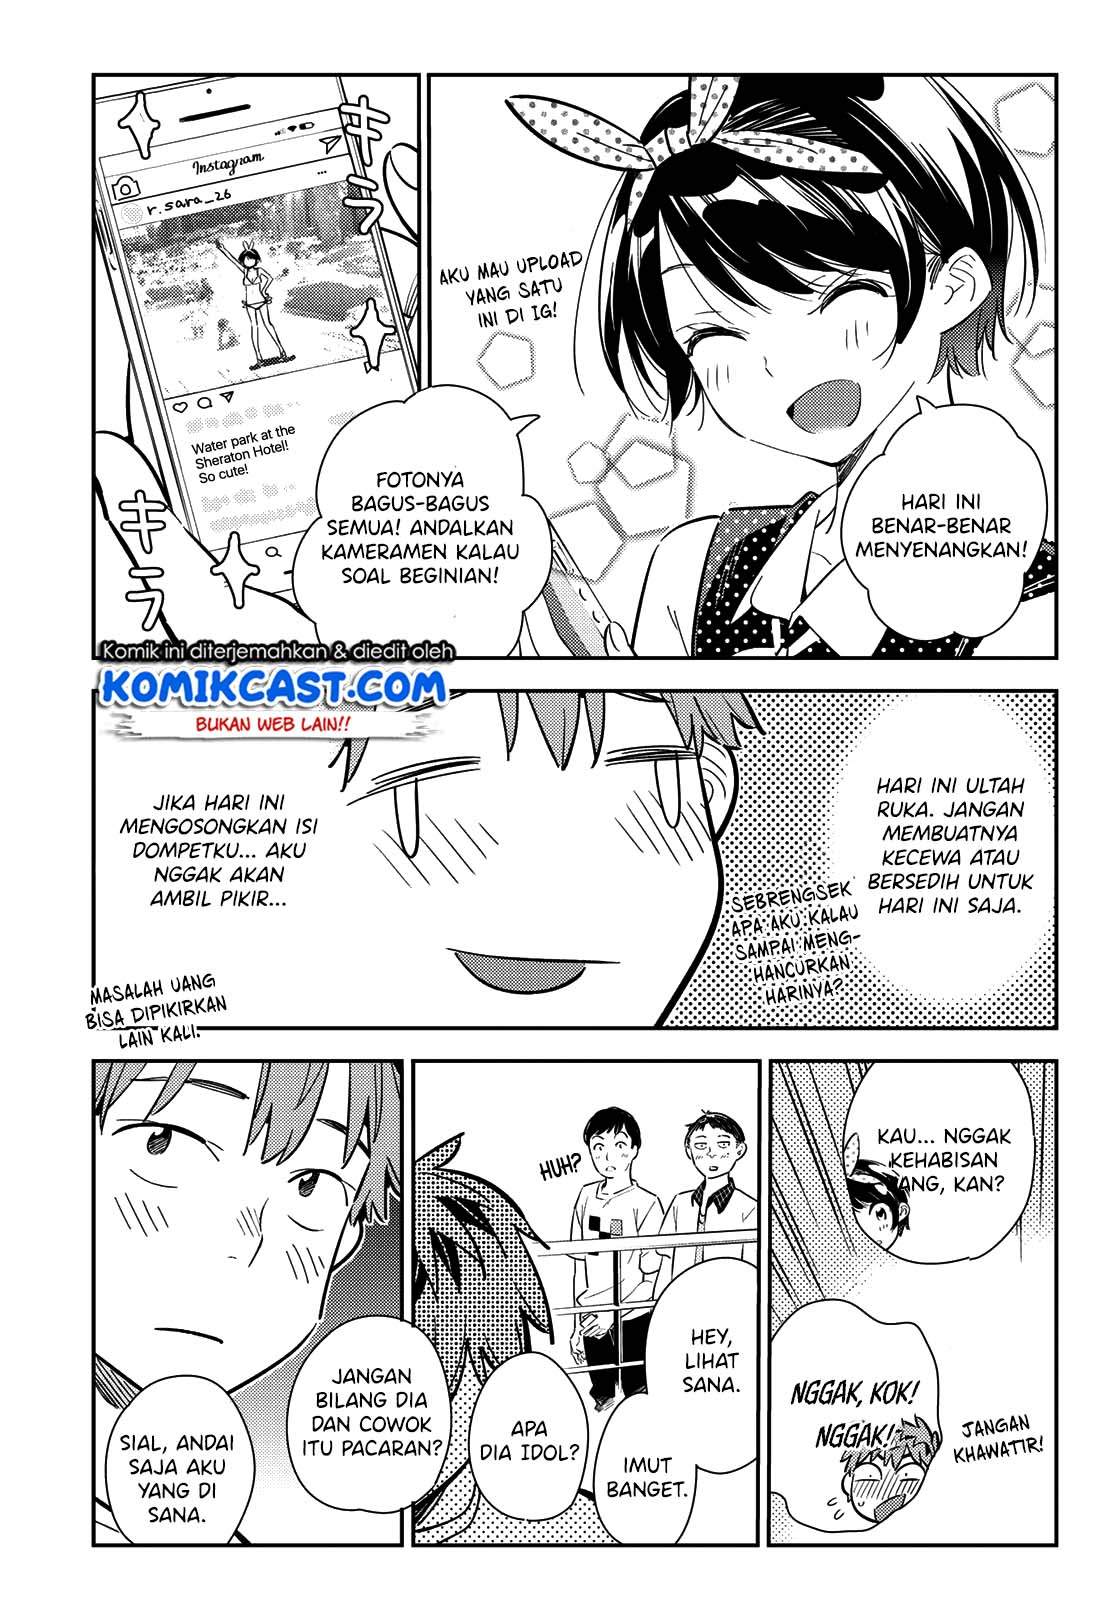 HARI INI
BENAR-BENAR
MENYENANGKAN!
AKU MAU UPLOAD
YANG SATU
INI DI IG!
FOTONYA
BAGUS-BAGUS
SEMUA! ANDALKAN
KAMERAMEN KALAU
SOAL BEGINIAN!
キラ
Instagram
r.sara_26
Water park at the
Sheraton Hotel!
So cute!
キラ
Komik ini diterjemahkan & diedit oleh
KOMIKCAST.COM
BUKAN WEB LAIN!!
HARI INI ULTAH
RUKA. JANGAN
MEMBUATNYA
KECEWA ATAU
BERSEDIH UNTUK
HARI INI SAJA.
SEBRENGSEK
APA AKU KALAU
SAMPAI MENG-
HANCURKAN
HARINYA?
JIKA HARI INI
MENGOSONGKAN ISI
DOMPETKU... AKU
NGGAK AKAN
AMBIL PIKIR...
MASALAH UANG
BISA DIPIKIRKAN
LAIN KALI.
KAU... NGGAK
KEHABISAN
ANG, KAN?
NGGAK, KOK!
NGGAK!
JANGAN
KHAWATIR!
HUH?
HEY,
LIHAT
SANA.
IMUT
BANGET.
APA
DIA IDOL?
JANGAN
BILANG DIA
DAN COWOK
ITU PACARAN?
SIAL, ANDAI
SAJA AKU
YANG DI
SANA.